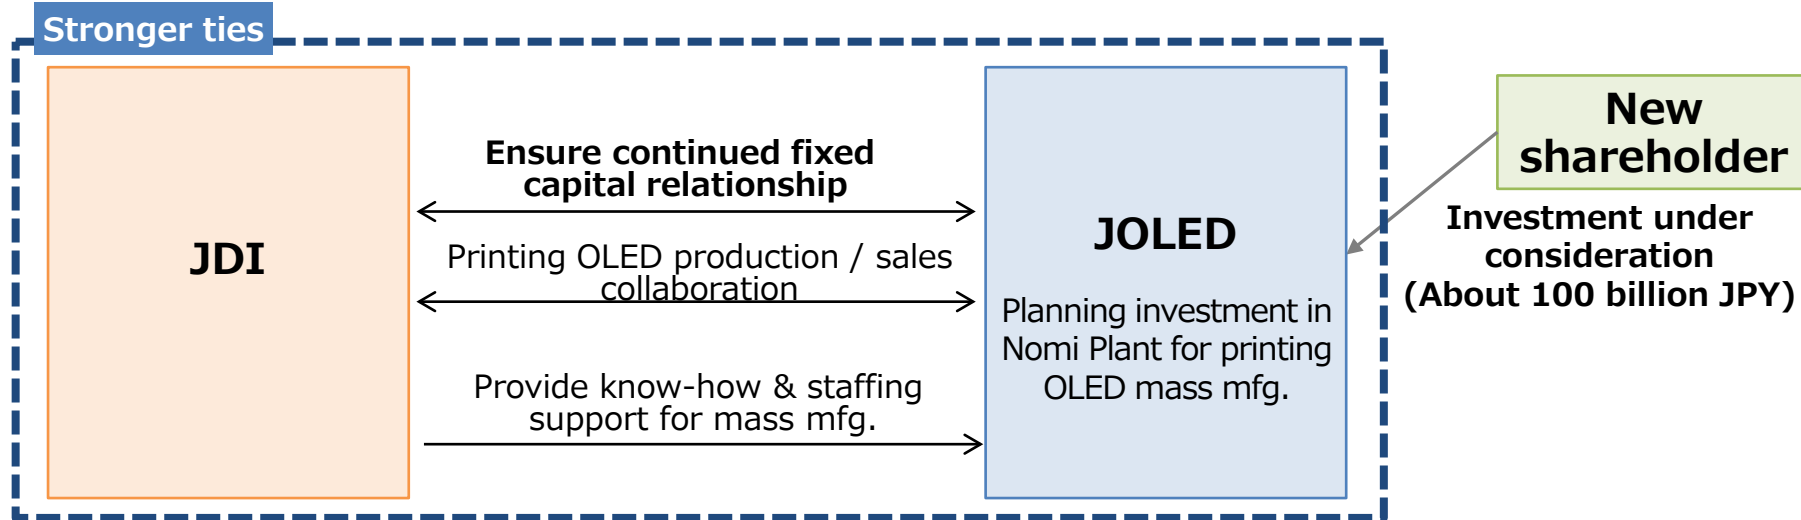 Stronger ties
JDI
Ensure continued fixed
capital relationship
Printing OLED production / sales
collaboration
Provide know-how & staffing
support for mass mfg.
JOLED
Planning investment in
Nomi Plant for printing
OLED mass mfg.
New
shareholder
Investment under
consideration
(About 100 billion JPY)